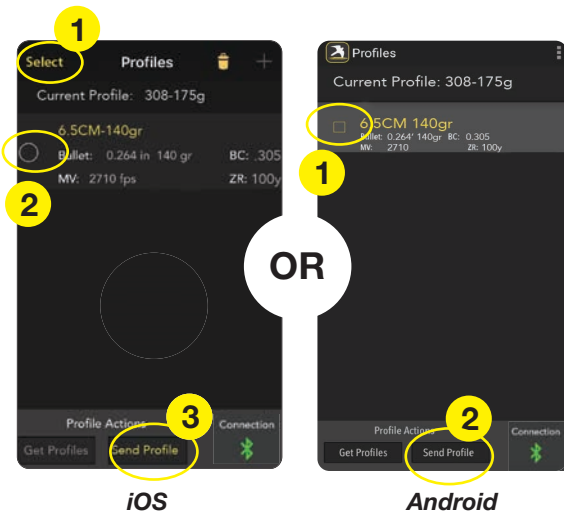 1
Select Profiles
Current Profile: 308-175g
6.5CM-140gr
Bullet: 0.264 in 140 gr BC: .305
MV: 2710 fps ZR: 100y
2
Profile Actions
3
Connection
Get Profiles
Send Profile
iOS
OR
Profiles
Current Profile: 308-175g
6.5CM 140gr
Bullet: 0.264' 140gr BC: 0.305
MV: 2710 ZR: 100y
1
Profile Actions
2
Connection
Get Profiles
Send Profile
Android